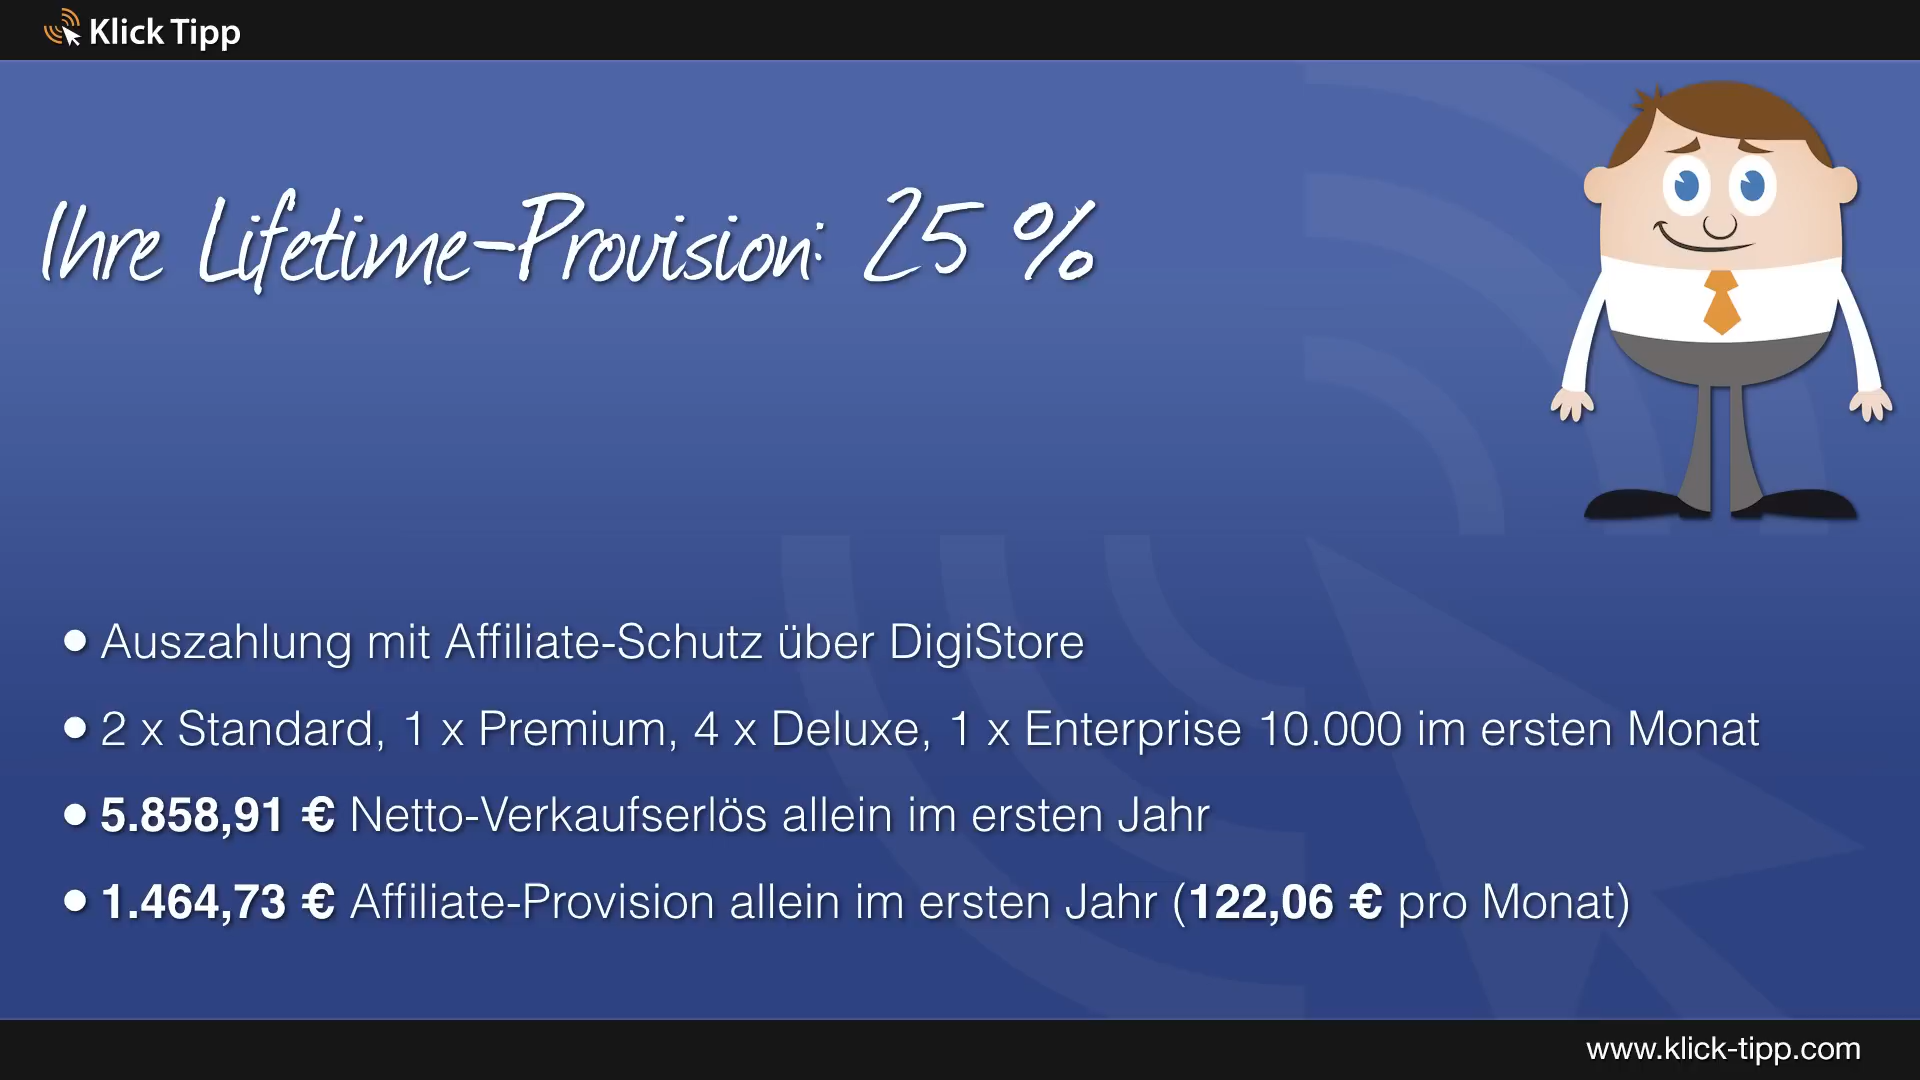 Klick Tipp
Ihre Lifetime-Provision: 25 %
• Auszahlung mit Affiliate-Schutz über DigiStore
• 2 x Standard, 1 x Premium, 4 x Deluxe, 1 x Enterprise 10.000 im ersten Monat
• 5.858,91 € Netto-Verkaufserlös allein im ersten Jahr
• 1.464,73 € Affiliate-Provision allein im ersten Jahr (122,06 € pro Monat)
www.klick-tipp.com